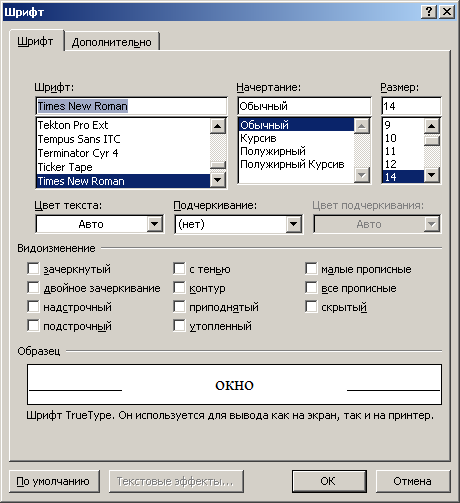 Шрифт
Шрифт Дополнительно
Шрифт: Начертание: Размер:
Times New Roman Обычный 14
Tekton Pro Ext Обычный 9
Tempus Sans ITC Курсив 10
Terminator Cyr 4 Полужирный 11
Ticker Tape Полужирный Курсив 12
Times New Roman 14
Цвет текста: Подчеркивание: Цвет подчеркивания:
Авто (нет) Авто
Видоизменение
зачеркнутый с тенью малые прописные
двойное зачеркивание контур все прописные
надстрочный приподнятый скрытый
подстрочный утопленный
Образец
окно
Шрифт TrueType. Он используется для вывода как на экран, так и на принтер.
По умолчанию Текстовые эффекты... ОК Отмена